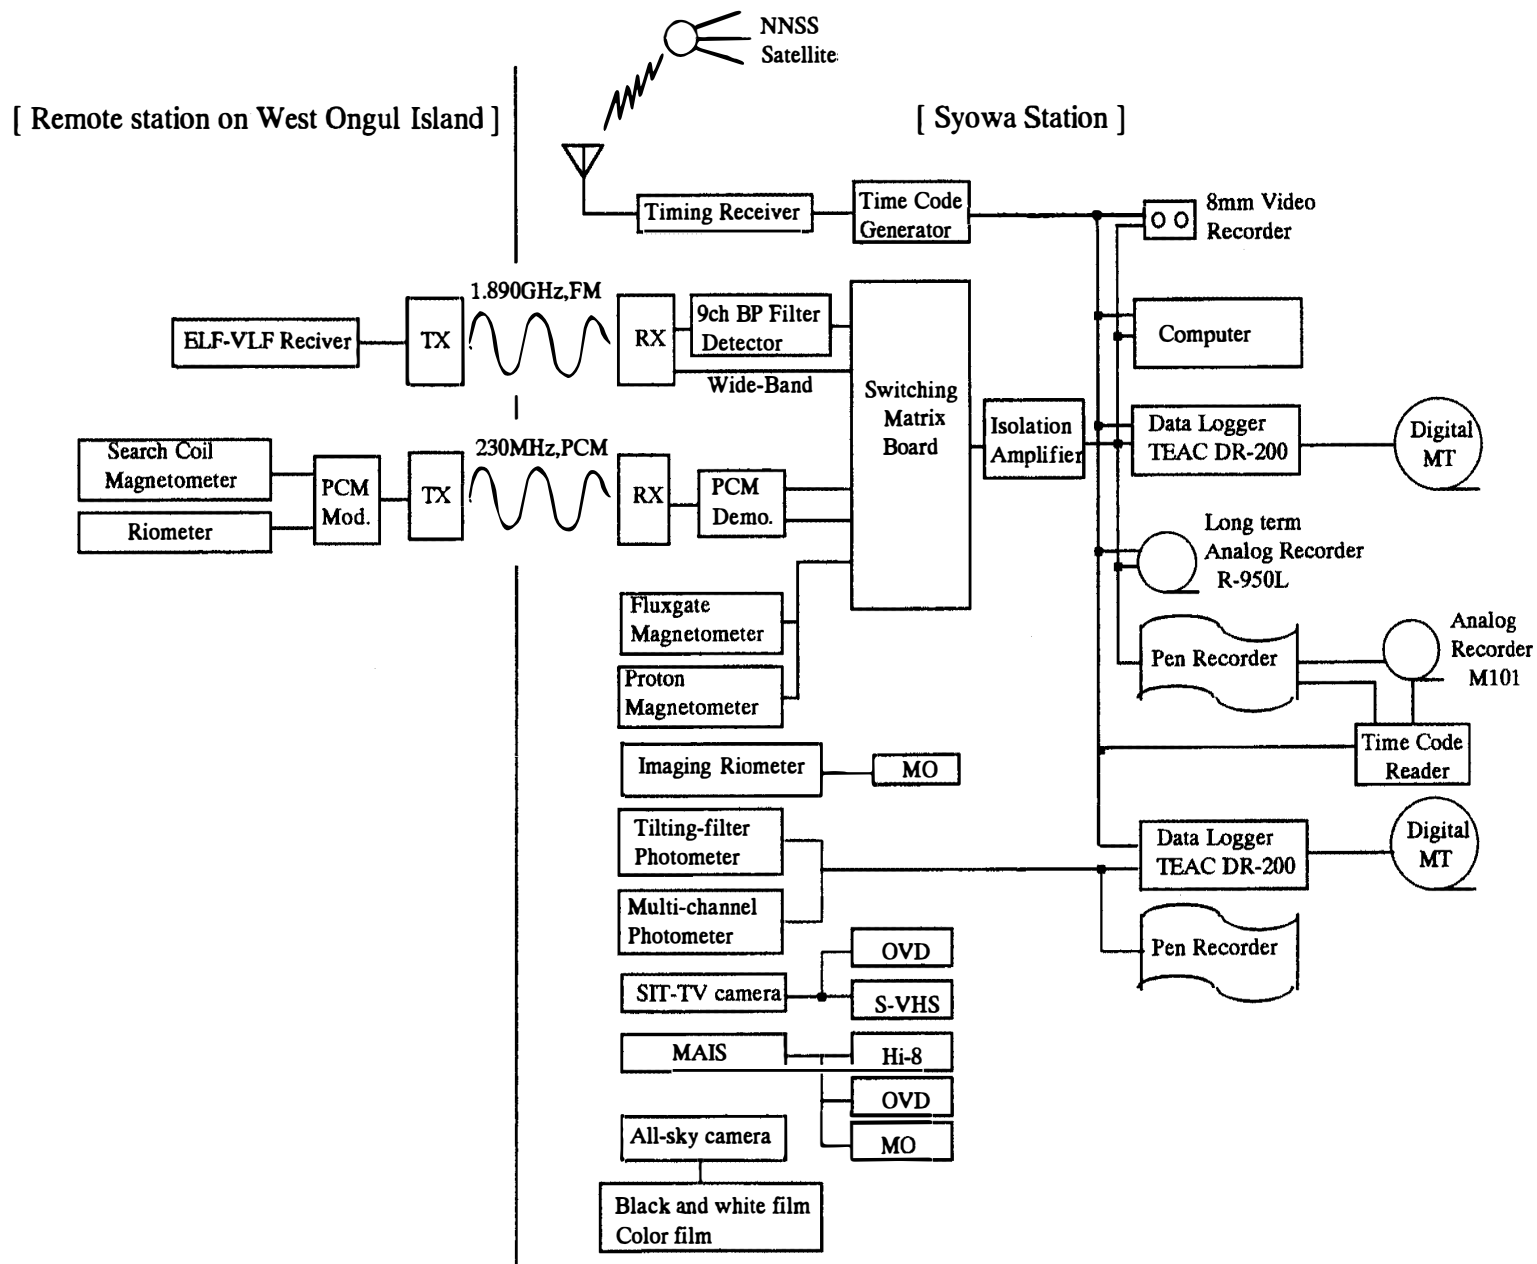 NNSS
Satellite
[ Remote station on West Ongul Island ]
[ Syowa Station ]
Timing Receiver
Time Code
Generator
8mm Video
Recorder
1.890GHz,FM
ELF-VLF Reciver
TX
RX
9ch BP Filter
Detector
Wide-Band
Switching
Matrix
Board
Computer
Isolation
Amplifier
Data Logger
TEAC DR-200
Digital
MT
230MHz,PCM
Search Coil
Magnetometer
Riometer
PCM
Mod.
TX
RX
PCM
Demo.
Long term
Analog Recorder
R-950L
Fluxgate
Magnetometer
Proton
Magnetometer
Pen Recorder
Analog
Recorder
M101
Time Code
Reader
Imaging Riometer
MO
Tilting-filter
Photometer
Multi-channel
Photometer
Data Logger
TEAC DR-200
Digital
MT
Pen Recorder
SIT-TV camera
OVD
S-VHS
MAIS
Hi-8
OVD
MO
All-sky camera
Black and white film
Color film